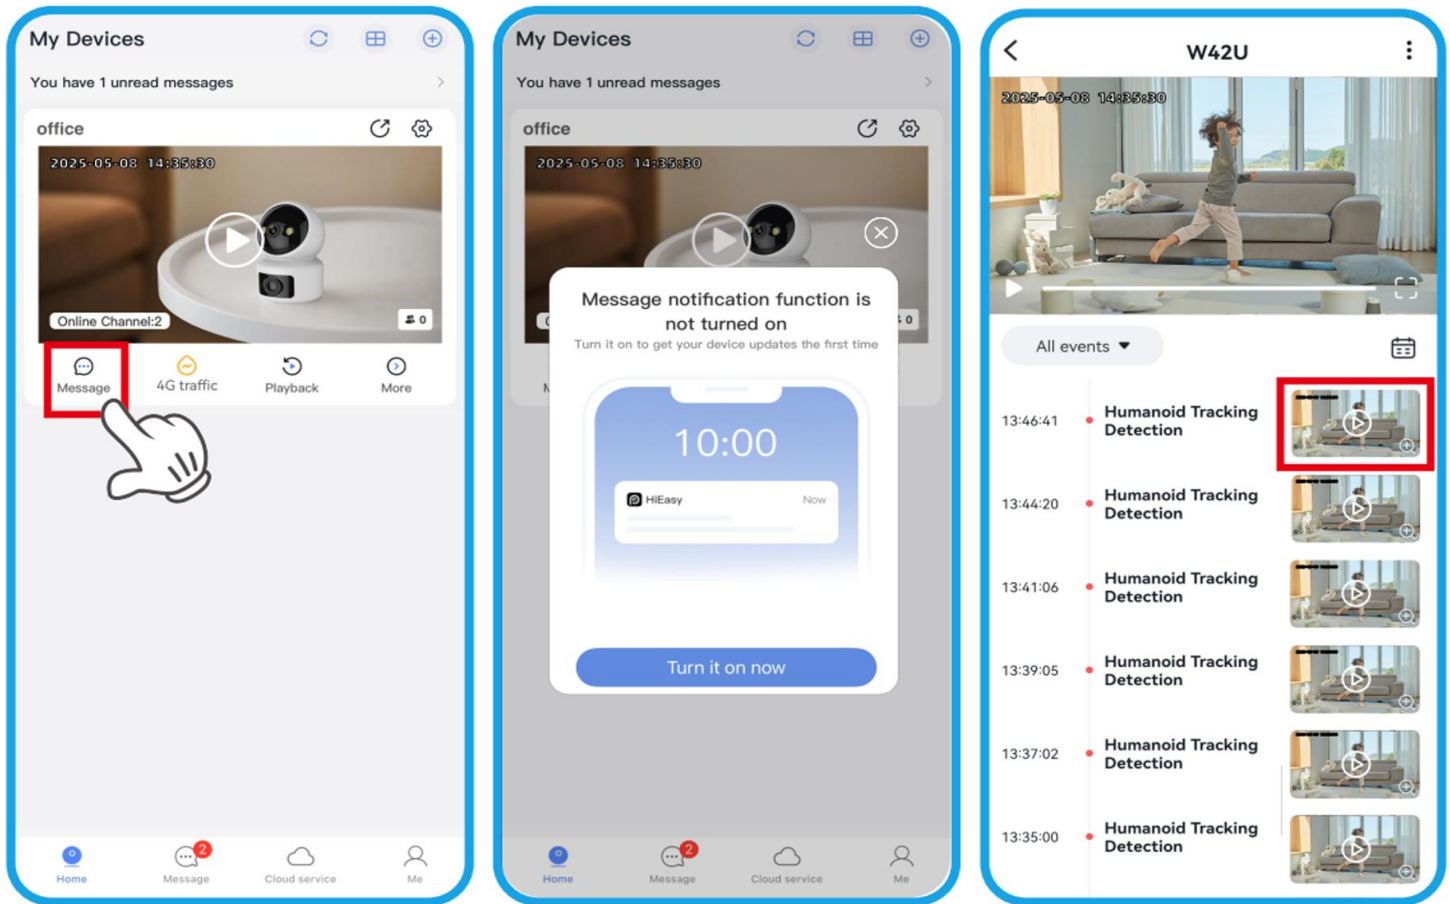 My Devices
You have 1 unread messages
office
2025-05-08 14:35:30
Online Channel:2
0
Message
4G traffic
Playback
More
2
Home
Message
Cloud service
Me
My Devices
You have 1 unread messages
office
2025-05-08 14:35:30
0
Message notification function is
not turned on
Turn it on to get your device updates the first time
10:00
HiEasy
Now
Turn it on now
2
Home
Message
Cloud service
Me
W42U
2025-05-08 14:35:30
All events
13:46:41
Humanoid Tracking
Detection
13:44:20
Humanoid Tracking
Detection
13:41:06
Humanoid Tracking
Detection
13:39:05
Humanoid Tracking
Detection
13:37:02
Humanoid Tracking
Detection
13:35:00
Humanoid Tracking
Detection